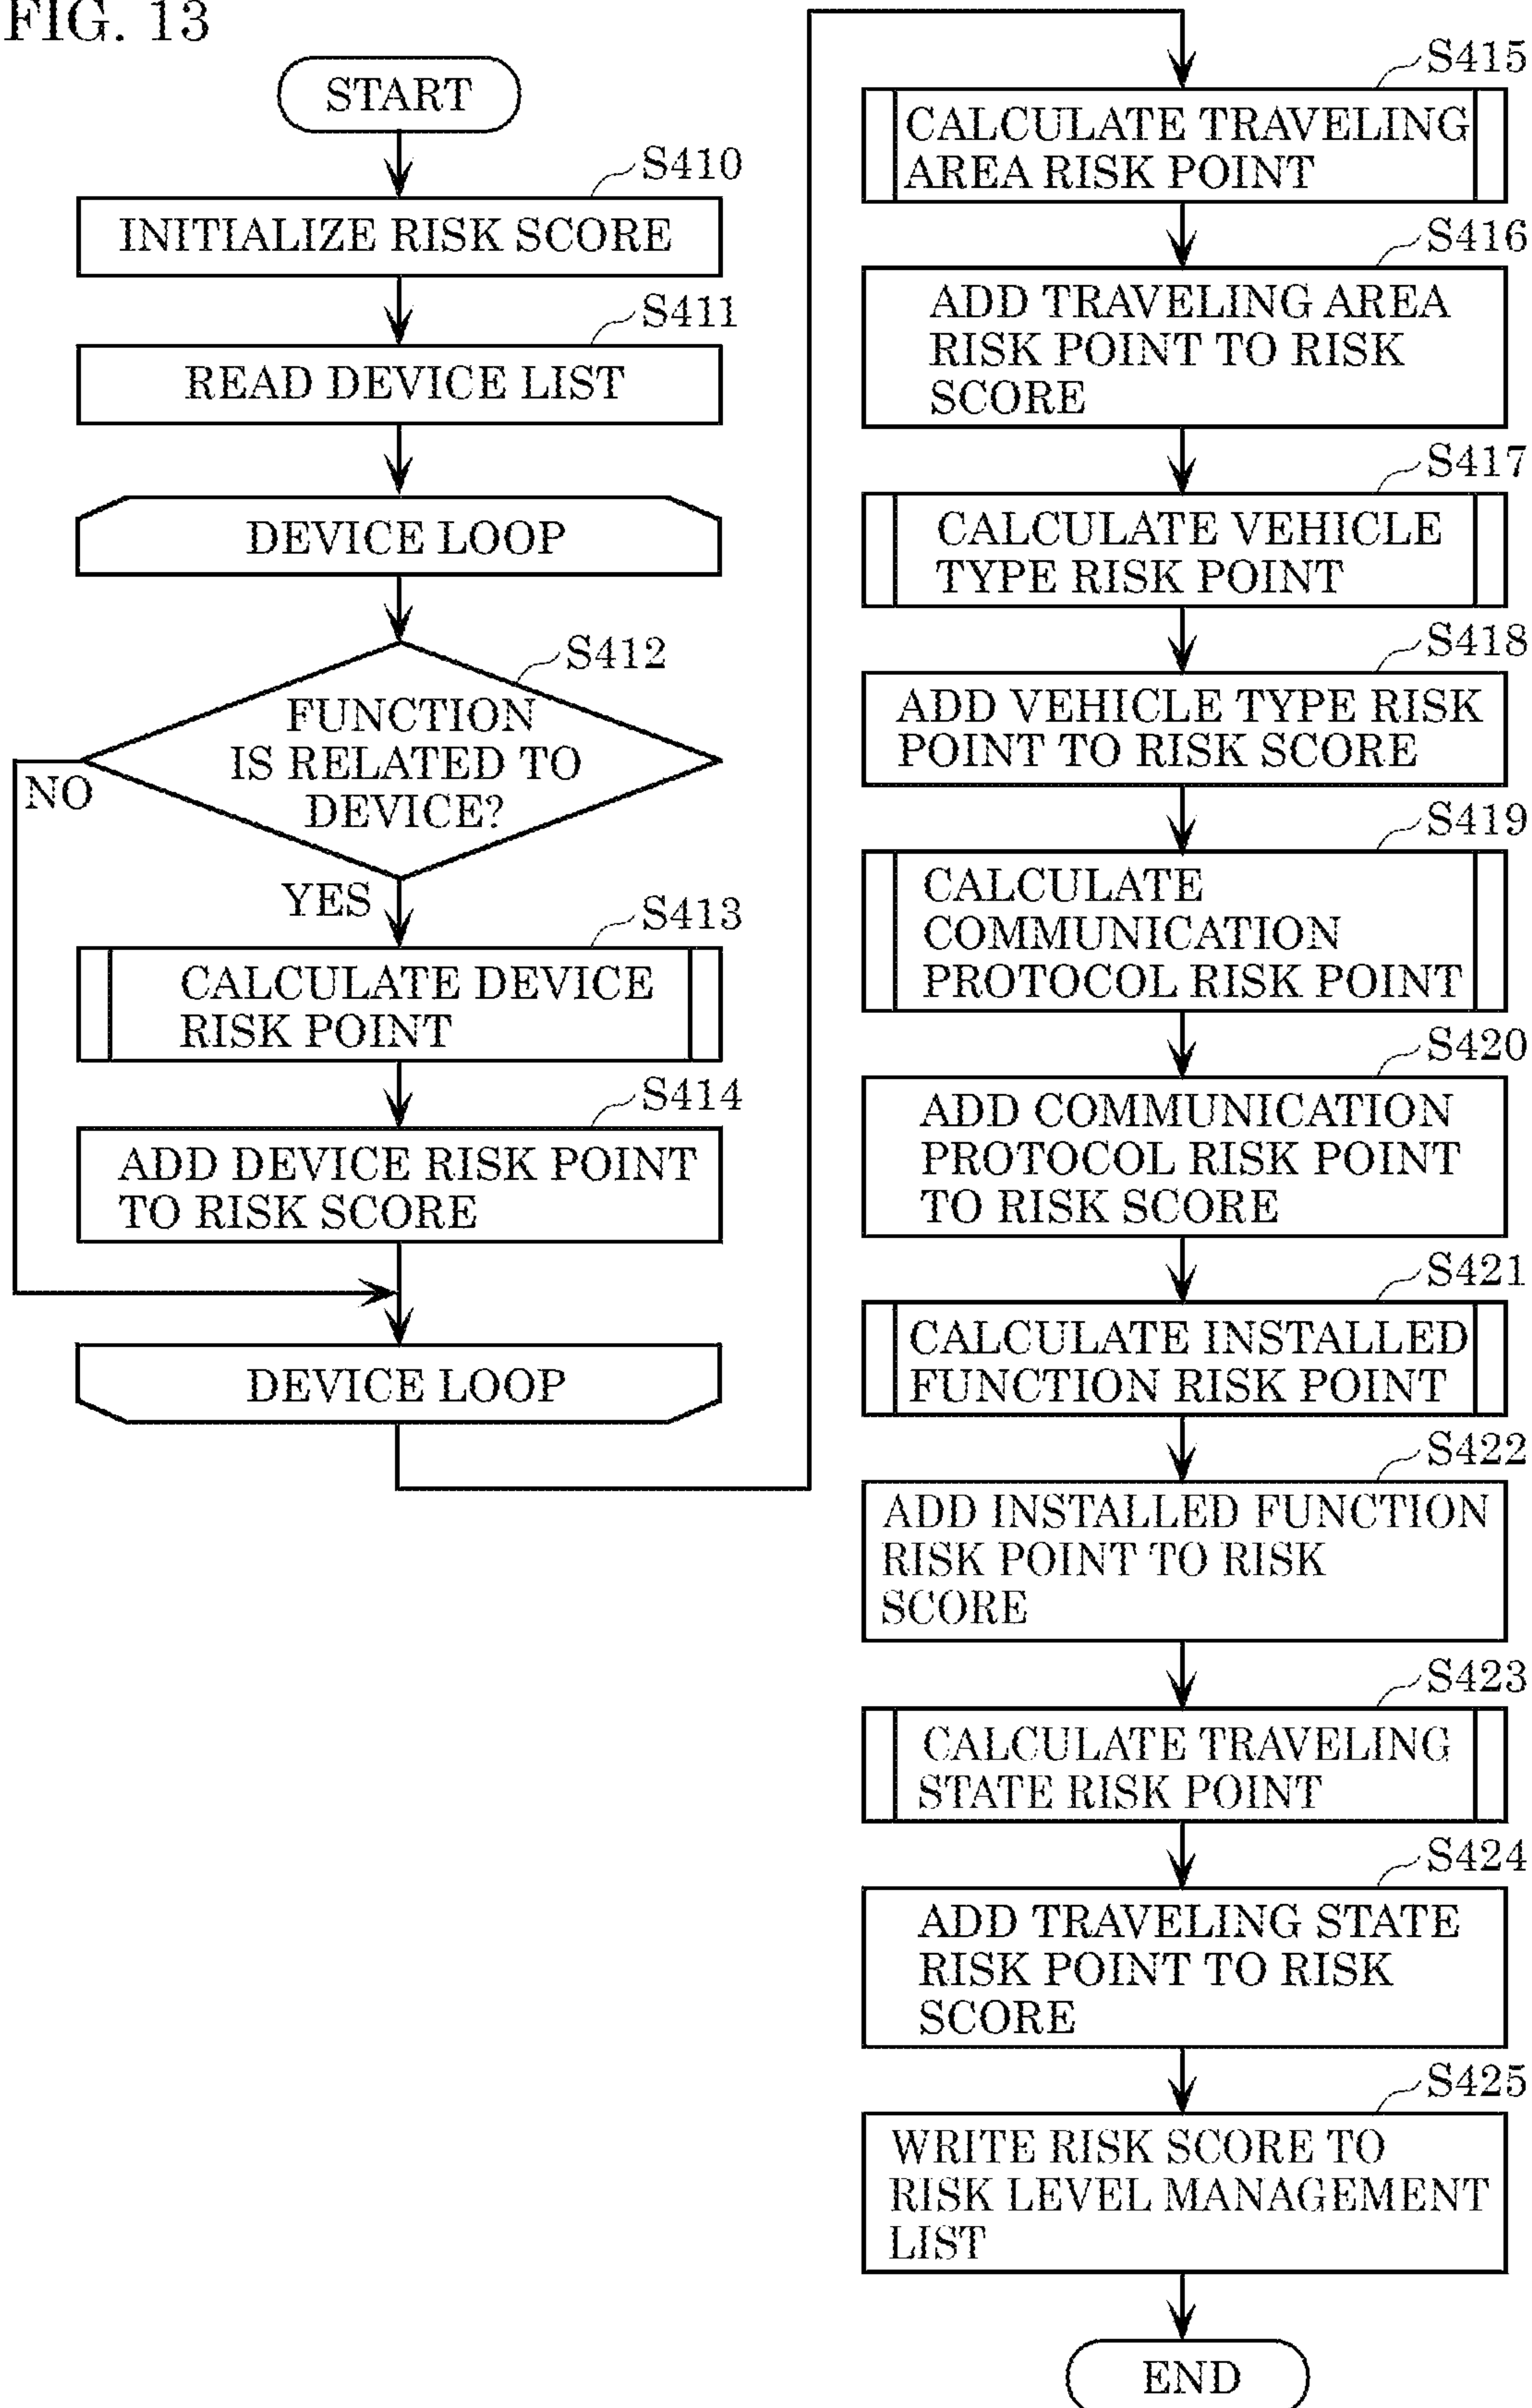 FIG. 13
START
S410
INITIALIZE RISK SCORE
S411
READ DEVICE LIST
DEVICE LOOP
S412
FUNCTION
IS RELATED TO
DEVICE?
NO
YES
S413
CALCULATE DEVICE
RISK POINT
S414
ADD DEVICE RISK POINT
TO RISK SCORE
DEVICE LOOP
S415
CALCULATE TRAVELING
AREA RISK POINT
S416
ADD TRAVELING AREA
RISK POINT TO RISK
SCORE
S417
CALCULATE VEHICLE
TYPE RISK POINT
S418
ADD VEHICLE TYPE RISK
POINT TO RISK SCORE
S419
CALCULATE
COMMUNICATION
PROTOCOL RISK POINT
S420
ADD COMMUNICATION
PROTOCOL RISK POINT
TO RISK SCORE
S421
CALCULATE INSTALLED
FUNCTION RISK POINT
S422
ADD INSTALLED FUNCTION
RISK POINT TO RISK
SCORE
S423
CALCULATE TRAVELING
STATE RISK POINT
S424
ADD TRAVELING STATE
RISK POINT TO RISK
SCORE
S425
WRITE RISK SCORE TO
RISK LEVEL MANAGEMENT
LIST
END